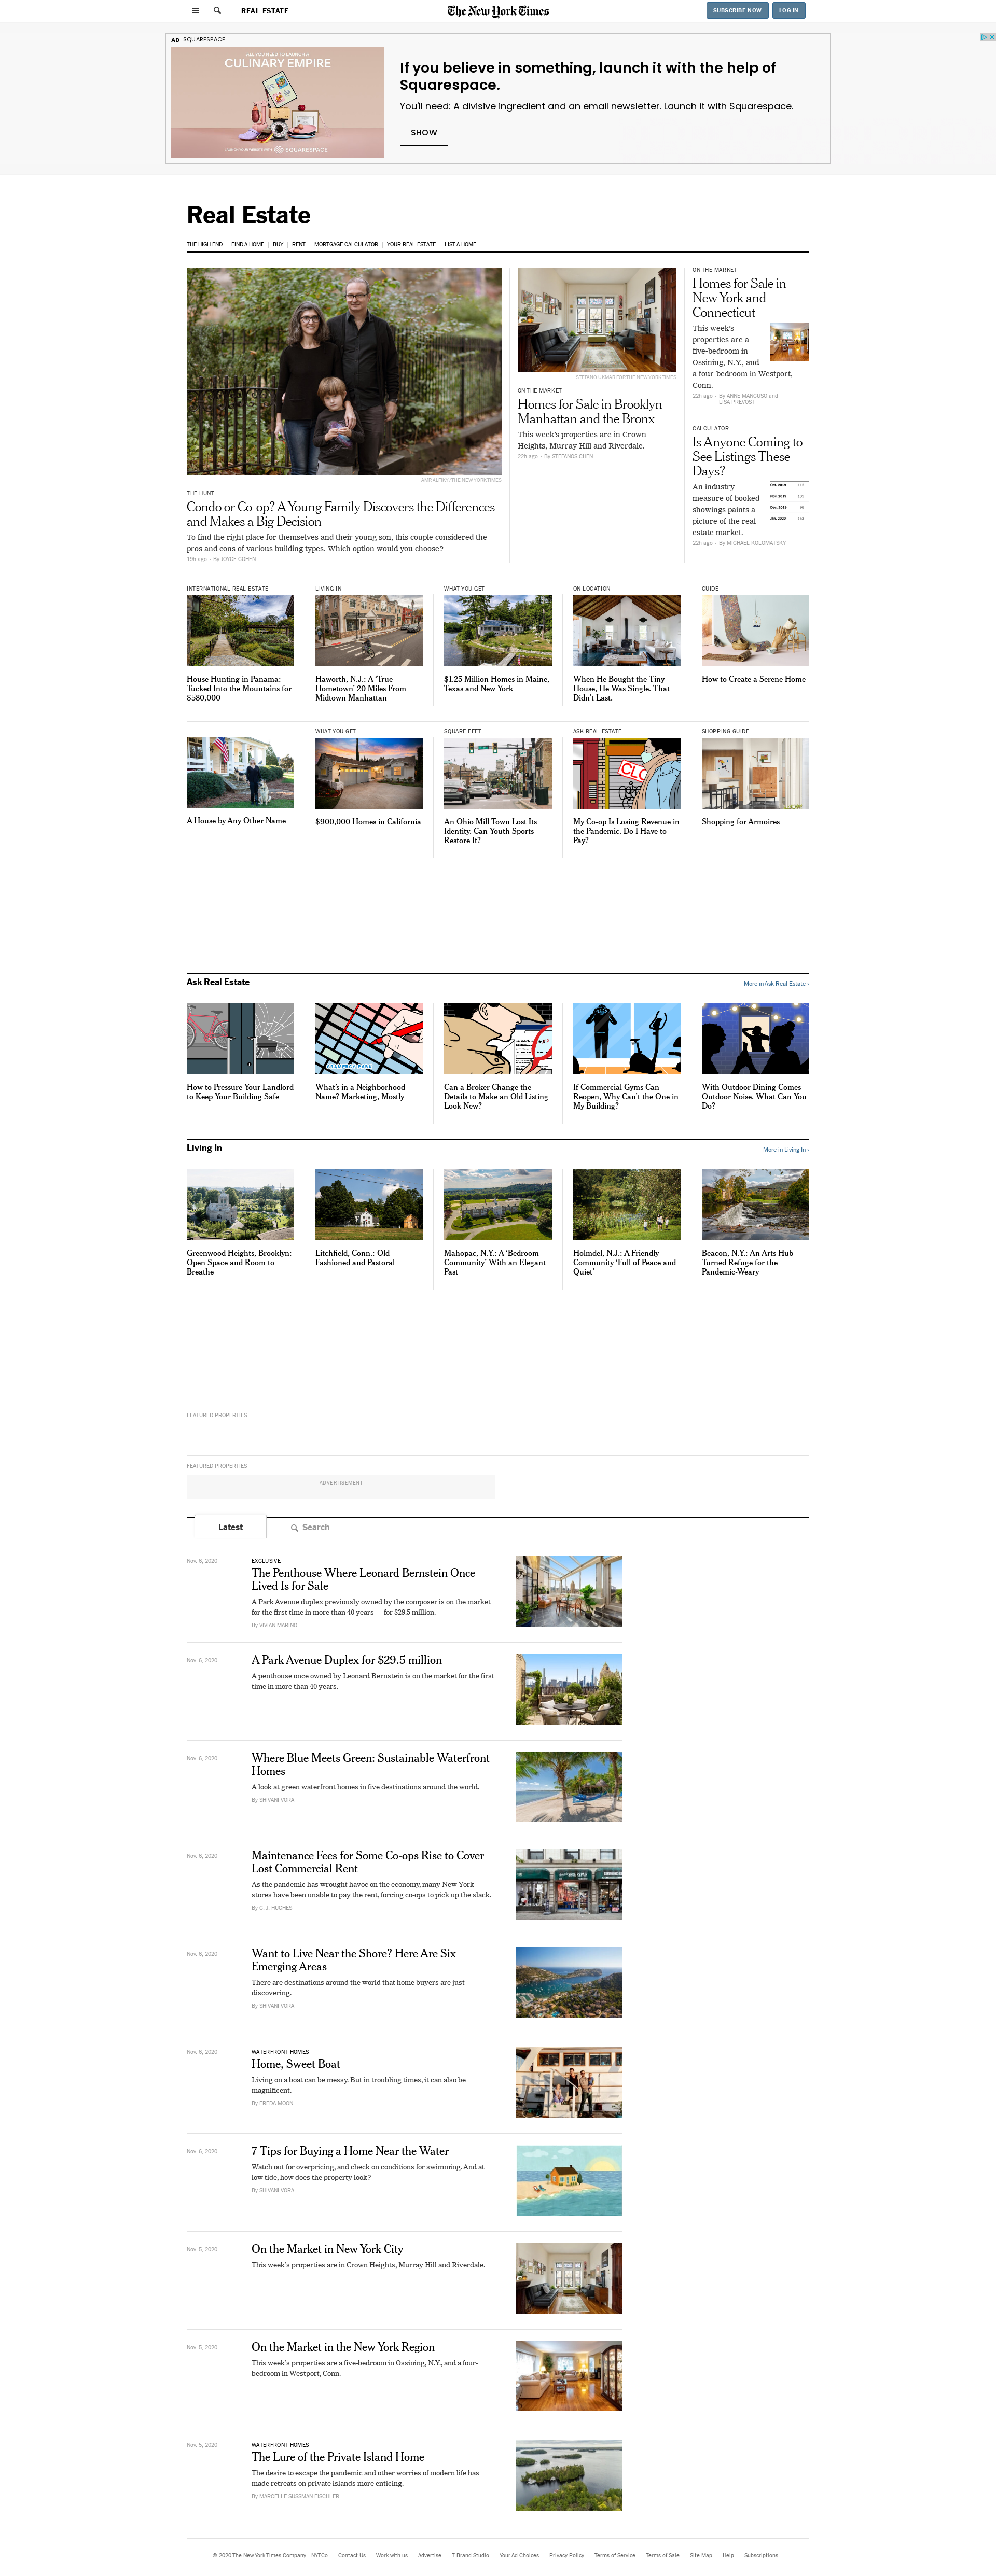 REAL ESTATE
The New York Times
SUBSCRIBE NOW
LOG IN
AD SQUARESPACE
ALL YOU NEED TO LAUNCH A
CULINARY EMPIRE
SQUARESPACE
If you believe in something, launch it with the help of
Squarespace.
You'll need: A divisive ingredient and an email newsletter. Launch it with Squarespace.
SHOW
Real Estate
THE HIGH END
FIND A HOME
BUY
RENT
MORTGAGE CALCULATOR
YOUR REAL ESTATE
LIST A HOME
AMR ALFIKY/THE NEW YORK TIMES
THE HUNT
Condo or Co-op? A Young Family Discovers the Differences
and Makes a Big Decision
To find the right place for themselves and their young son, this couple considered the
pros and cons of various building types. Which option would you choose?
19h ago - By JOYCE COHEN
STEFANO UKMAR FOR THE NEW YORK TIMES
ON THE MARKET
Homes for Sale in Brooklyn
Manhattan and the Bronx
This week's properties are in Crown
Heights, Murray Hill and Riverdale.
22h ago - By STEFANOS CHEN
ON THE MARKET
Homes for Sale in
New York and
Connecticut
This week's
properties are a
five-bedroom in
Ossining, N.Y., and
a four-bedroom in Westport,
Conn.
22h ago - By ANNE MANCUSO and
LISA PREVOST
CALCULATOR
Is Anyone Coming to
See Listings These
Days?
An industry
measure of booked
showings paints a
picture of the real
estate market.
Oct. 2019
Nov. 2019
Dec. 2019
Jan. 2020
22h ago - By MICHAEL KOLOMATSKY
INTERNATIONAL REAL ESTATE
House Hunting in Panama:
Tucked Into the Mountains for
$580,000
LIVING IN
Haworth, N.J.: A ‘True
Hometown’ 20 Miles From
Midtown Manhattan
WHAT YOU GET
$1.25 Million Homes in Maine,
Texas and New York
ON LOCATION
When He Bought the Tiny
House, He Was Single. That
Didn’t Last.
GUIDE
How to Create a Serene Home
A House by Any Other Name
WHAT YOU GET
$900,000 Homes in California
SQUARE FEET
An Ohio Mill Town Lost Its
Identity. Can Youth Sports
Restore It?
ASK REAL ESTATE
CLO
My Co-op Is Losing Revenue in
the Pandemic. Do I Have to
Pay?
SHOPPING GUIDE
Shopping for Armoires
Ask Real Estate
More in Ask Real Estate ›
How to Pressure Your Landlord
to Keep Your Building Safe
GRAMERCY PARK
What’s in a Neighborhood
Name? Marketing, Mostly
Can a Broker Change the
Details to Make an Old Listing
Look New?
If Commercial Gyms Can
Reopen, Why Can’t the One in
My Building?
With Outdoor Dining Comes
Outdoor Noise. What Can You
Do?
Living In
More in Living In ›
Greenwood Heights, Brooklyn:
Open Space and Room to
Breathe
Litchfield, Conn.: Old-
Fashioned and Pastoral
Mahopac, N.Y.: A ‘Bedroom
Community’ With an Elegant
Past
Holmdel, N.J.: A Friendly
Community ‘Full of Peace and
Quiet’
Beacon, N.Y.: An Arts Hub
Turned Refuge for the
Pandemic-Weary
FEATURED PROPERTIES
FEATURED PROPERTIES
ADVERTISEMENT
Latest
Search
Nov. 6, 2020
EXCLUSIVE
The Penthouse Where Leonard Bernstein Once
Lived Is for Sale
A Park Avenue duplex previously owned by the composer is on the market
for the first time in more than 40 years — for $29.5 million.
By VIVIAN MARINO
Nov. 6, 2020
A Park Avenue Duplex for $29.5 million
A penthouse once owned by Leonard Bernstein is on the market for the first
time in more than 40 years.
Nov. 6, 2020
Where Blue Meets Green: Sustainable Waterfront
Homes
A look at green waterfront homes in five destinations around the world.
By SHIVANI VORA
Nov. 6, 2020
Maintenance Fees for Some Co-ops Rise to Cover
Lost Commercial Rent
As the pandemic has wrought havoc on the economy, many New York
stores have been unable to pay the rent, forcing co-ops to pick up the slack.
By C. J. HUGHES
Nov. 6, 2020
Want to Live Near the Shore? Here Are Six
Emerging Areas
There are destinations around the world that home buyers are just
discovering.
By SHIVANI VORA
Nov. 6, 2020
WATERFRONT HOMES
Home, Sweet Boat
Living on a boat can be messy. But in troubling times, it can also be
magnificent.
By FREDA MOON
Nov. 6, 2020
7 Tips for Buying a Home Near the Water
Watch out for overpricing, and check on conditions for swimming. And at
low tide, how does the property look?
By SHIVANI VORA
Nov. 5, 2020
On the Market in New York City
This week’s properties are in Crown Heights, Murray Hill and Riverdale.
Nov. 5, 2020
On the Market in the New York Region
This week’s properties are a five-bedroom in Ossining, N.Y., and a four-
bedroom in Westport, Conn.
Nov. 5, 2020
WATERFRONT HOMES
The Lure of the Private Island Home
The desire to escape the pandemic and other worries of modern life has
made retreats on private islands more enticing.
By MARCELLE SUSSMAN FISCHLER
© 2020 The New York Times Company
NYTCo
Contact Us
Work with us
Advertise
T Brand Studio
Your Ad Choices
Privacy Policy
Terms of Service
Terms of Sale
Site Map
Help
Subscriptions